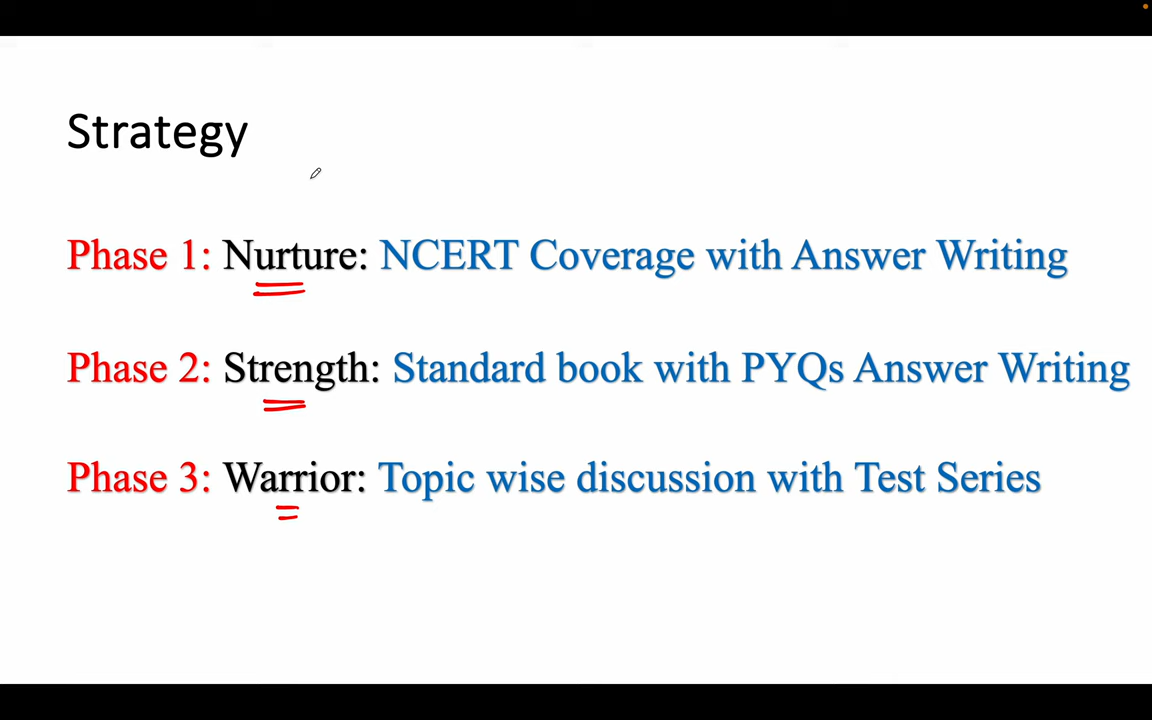 Strategy
Phase 1: Nurture: NCERT Coverage with Answer Writing
Phase 2: Strength: Standard book with PYQs Answer Writing
Phase 3: Warrior: Topic wise discussion with Test Series